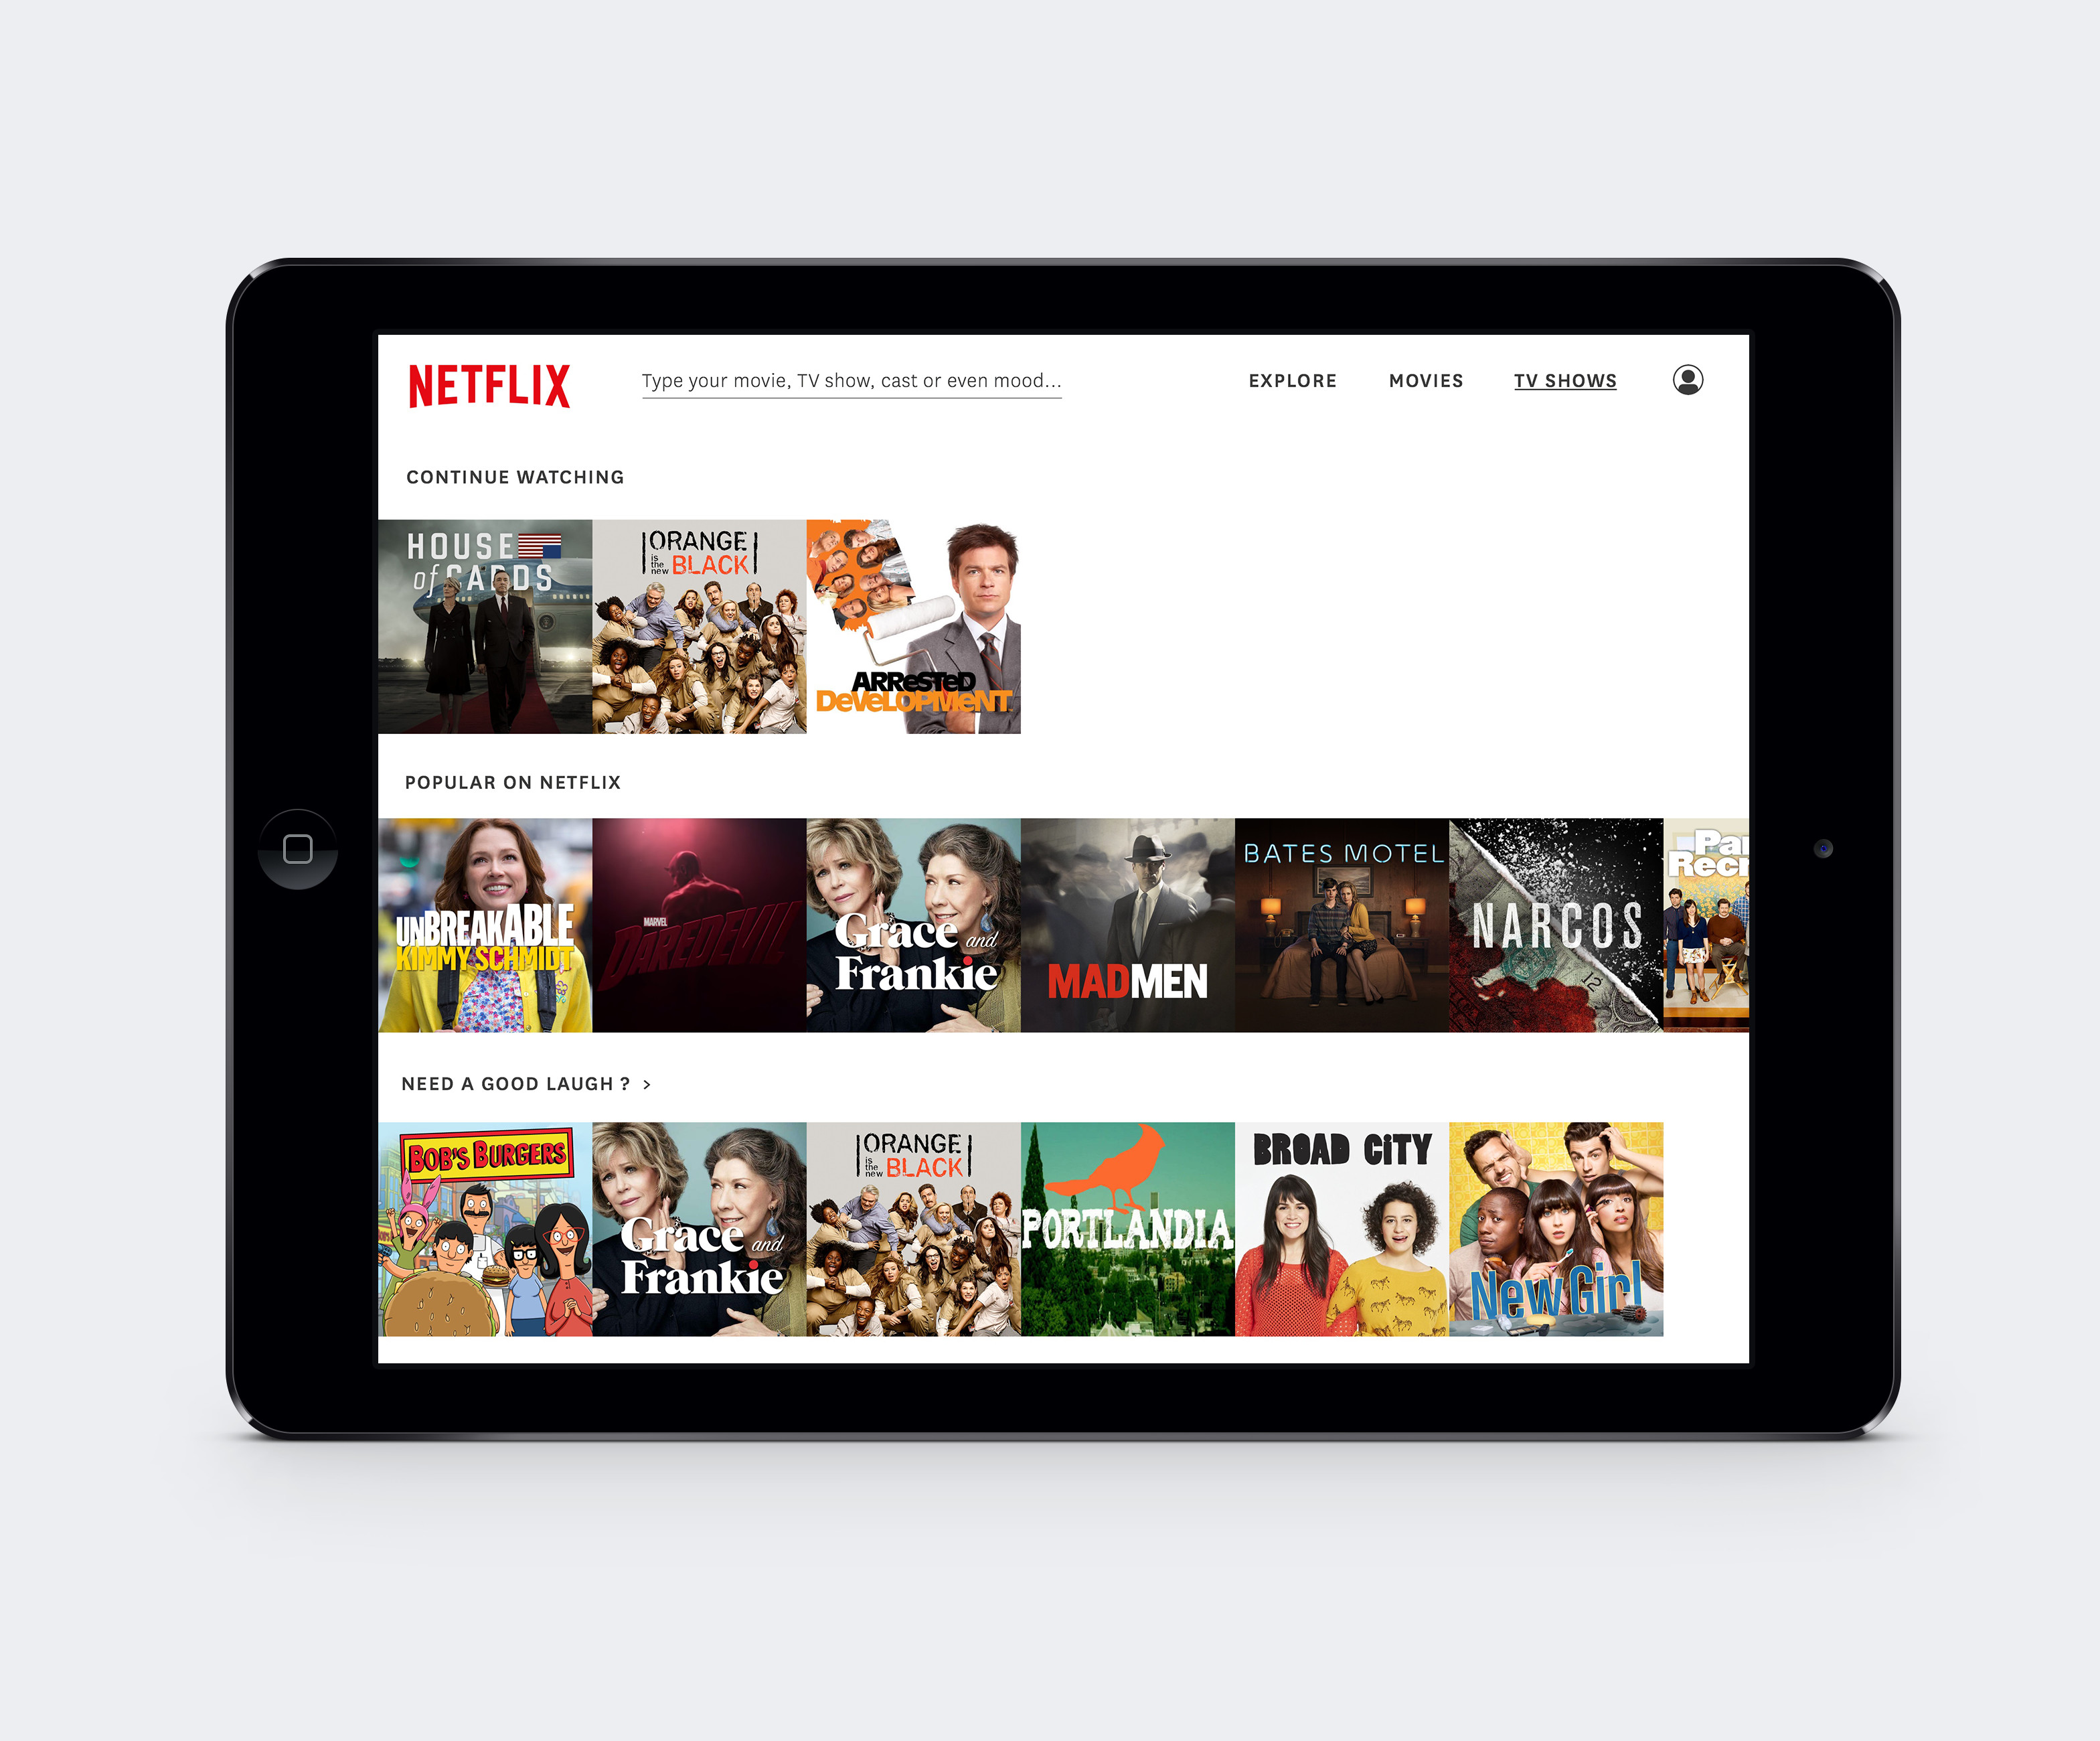 NETFLIX
Type your movie, TV show, cast or even mood...
EXPLORE
MOVIES
TV SHOWS
CONTINUE WATCHING
HOUSE
of CARDS
ORANGE
is the new BLACK
ARReSTeD
DeVeLOPMeNT
POPULAR ON NETFLIX
UNBREAKABLE
KIMMY SCHMIDT
MARVEL
DAREDEVIL
Grace and
Frankie
MADMEN
BATES MOTEL
NARCOS
12
Pa
Recr
NEED A GOOD LAUGH ? >
BOB'S BURGERS
Grace and
Frankie
ORANGE
is the new BLACK
PORTLANDIA
BROAD CiTY
New Girl